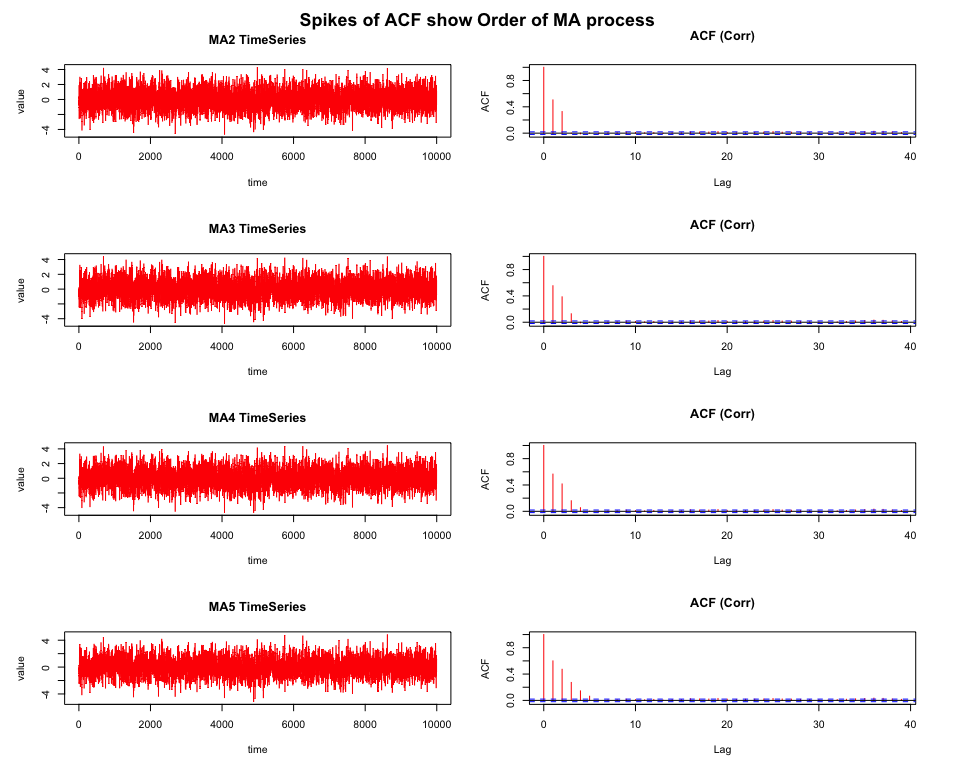 Spikes of ACF show Order of MA process
MA2 TimeSeries
value
-4 0 2 4
0 2000 4000 6000 8000 10000
time
ACF (Corr)
ACF
0.0 0.4 0.8
0 10 20 30 40
Lag
MA3 TimeSeries
value
-4 0 2 4
0 2000 4000 6000 8000 10000
time
ACF (Corr)
ACF
0.0 0.4 0.8
0 10 20 30 40
Lag
MA4 TimeSeries
value
-4 0 2 4
0 2000 4000 6000 8000 10000
time
ACF (Corr)
ACF
0.0 0.4 0.8
0 10 20 30 40
Lag
MA5 TimeSeries
value
-4 0 2 4
0 2000 4000 6000 8000 10000
time
ACF (Corr)
ACF
0.0 0.4 0.8
0 10 20 30 40
Lag